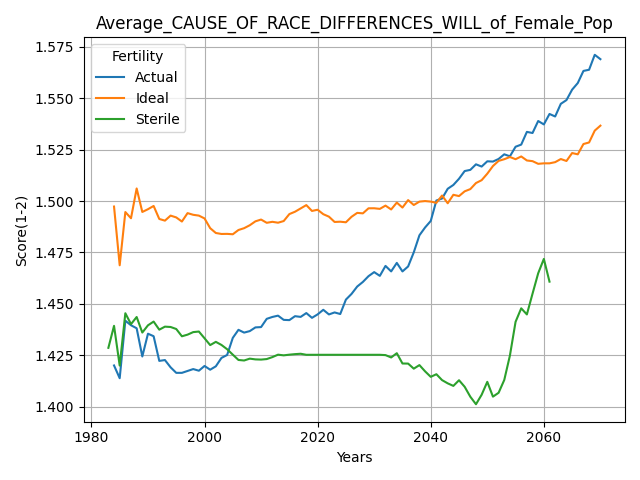 Average_CAUSE_OF_RACE_DIFFERENCES_WILL_of_Female_Pop
Fertility
Actual
Ideal
Sterile
Score(1-2)
1.575
1.550
1.525
1.500
1.475
1.450
1.425
1.400
1980
2000
2020
2040
2060
Years